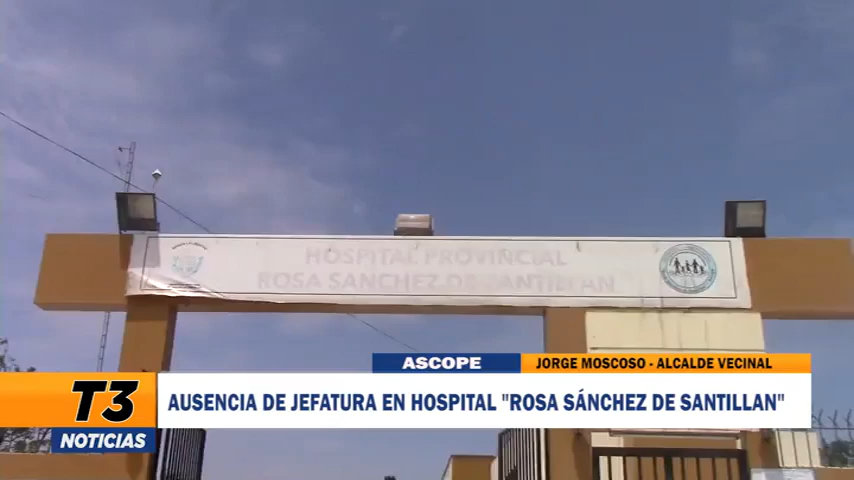 HOSPITAL PROVINCIAL
ROSA SANCHEZ DE SANTILLAN
ASCOPE
JORGE MOSCOSO - ALCALDE VECINAL
T3
NOTICIAS
AUSENCIA DE JEFATURA EN HOSPITAL "ROSA SÁNCHEZ DE SANTILLAN"